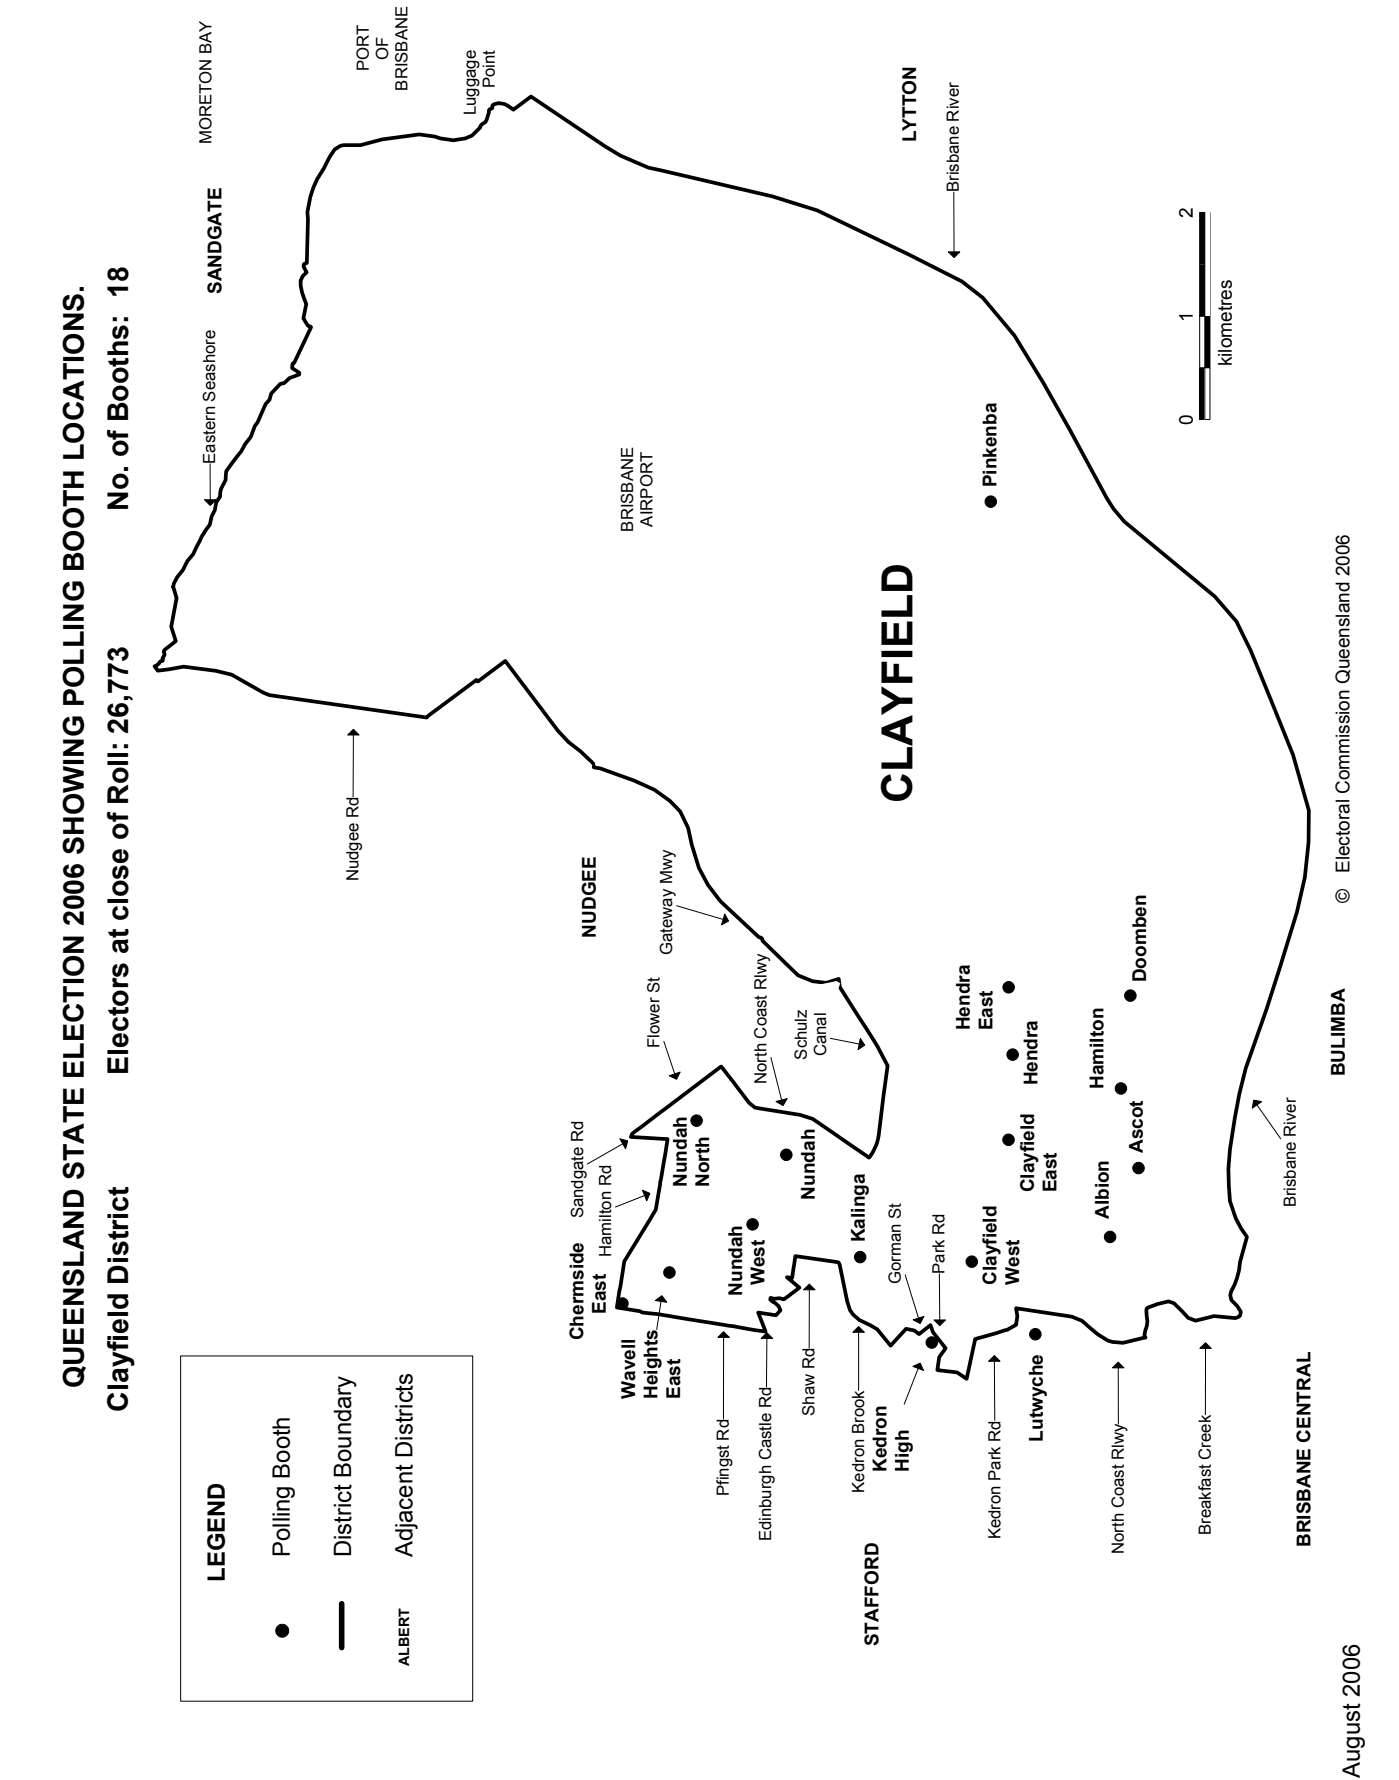 QUEENSLAND STATE ELECTION 2006 SHOWING POLLING BOOTH LOCATIONS.
Clayfield District
Electors at close of Roll: 26,773
No. of Booths: 18
LEGEND
Polling Booth
District Boundary
ALBERT
Adjacent Districts
MORETON BAY
SANDGATE
Eastern Seashore
PORT
OF
BRISBANE
Luggage
Point
Nudgee Rd
NUDGEE
BRISBANE
AIRPORT
Gateway Mwy
Flower St
North Coast Rlwy
Schulz
Canal
Sandgate Rd
Hamilton Rd
Chermside
East
Wavell
Heights
East
Nundah
North
Nundah
West
Nundah
Kalinga
Pfingst Rd
Edinburgh Castle Rd
Shaw Rd
Kedron Brook
Kedron
High
Gorman St
Park Rd
STAFFORD
LYTTON
Brisbane River
CLAYFIELD
Pinkenba
Hendra
East
Hendra
Clayfield
East
Clayfield
West
Kedron Park Rd
Lutwyche
Doomben
Hamilton
Ascot
Albion
North Coast Rlwy
Breakfast Creek
0
1
2
kilometres
Brisbane River
BRISBANE CENTRAL
BULIMBA
© Electoral Commission Queensland 2006
August 2006